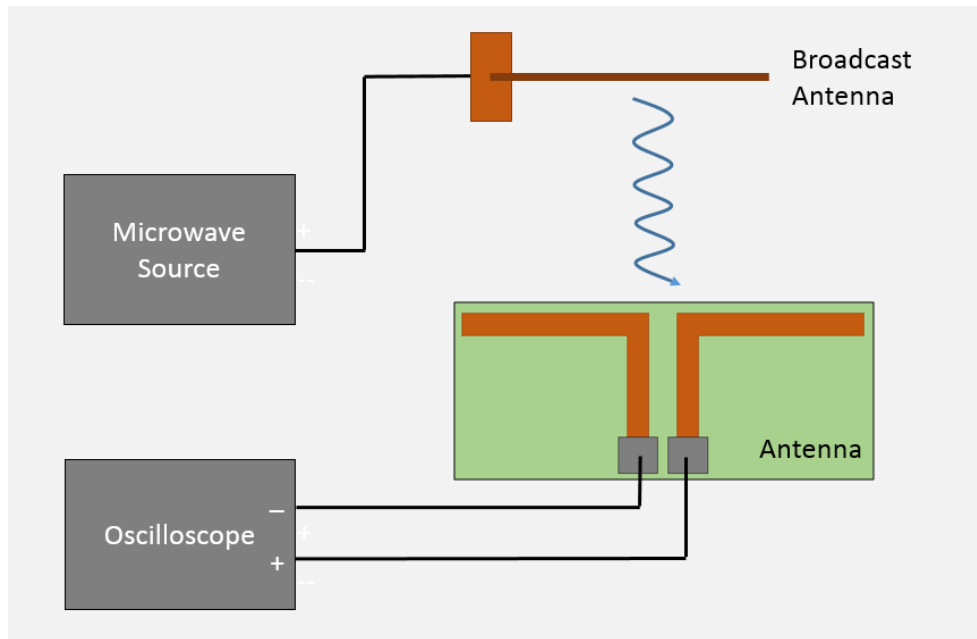 Broadcast
Antenna
Microwave
Source
+
--
Antenna
Oscilloscope
–
+
+
--